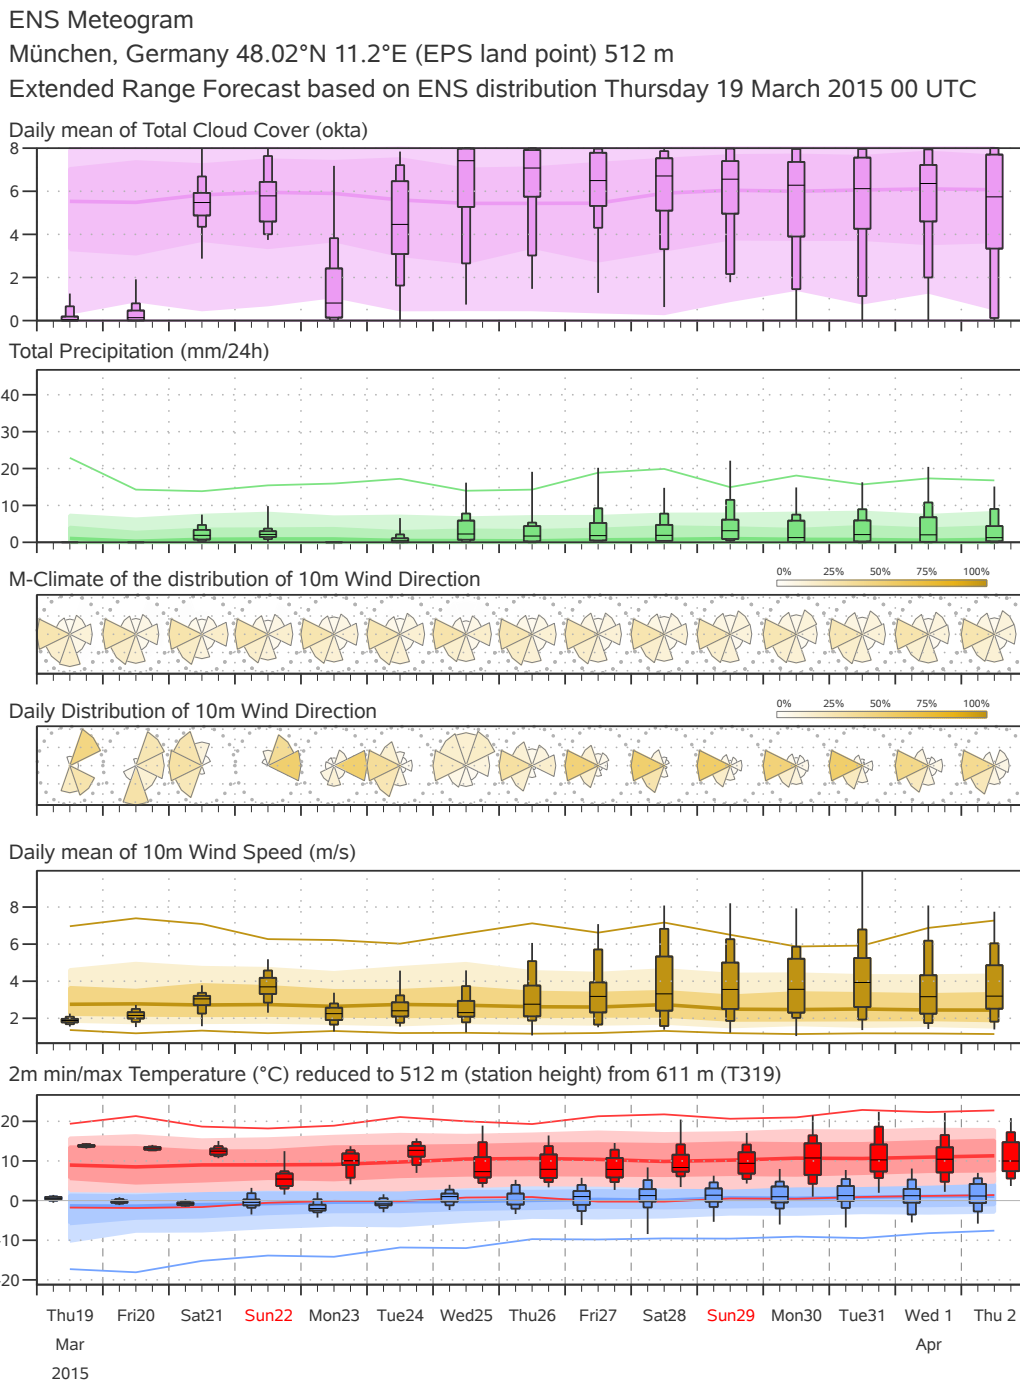 ENS Meteogram
München, Germany 48.02°N 11.2°E (EPS land point) 512 m
Extended Range Forecast based on ENS distribution Thursday 19 March 2015 00 UTC
Daily mean of Total Cloud Cover (okta)
8
6
4
2
0
Total Precipitation (mm/24h)
40
30
20
10
0
M-Climate of the distribution of 10m Wind Direction
0% 25% 50% 75% 100%
Daily Distribution of 10m Wind Direction
0% 25% 50% 75% 100%
Daily mean of 10m Wind Speed (m/s)
8
6
4
2
2m min/max Temperature (°C) reduced to 512 m (station height) from 611 m (T319)
20
10
0
-10
-20
Thu19 Fri20 Sat21 Sun22 Mon23 Tue24 Wed25 Thu26 Fri27 Sat28 Sun29 Mon30 Tue31 Wed 1 Thu 2
Mar Apr
2015